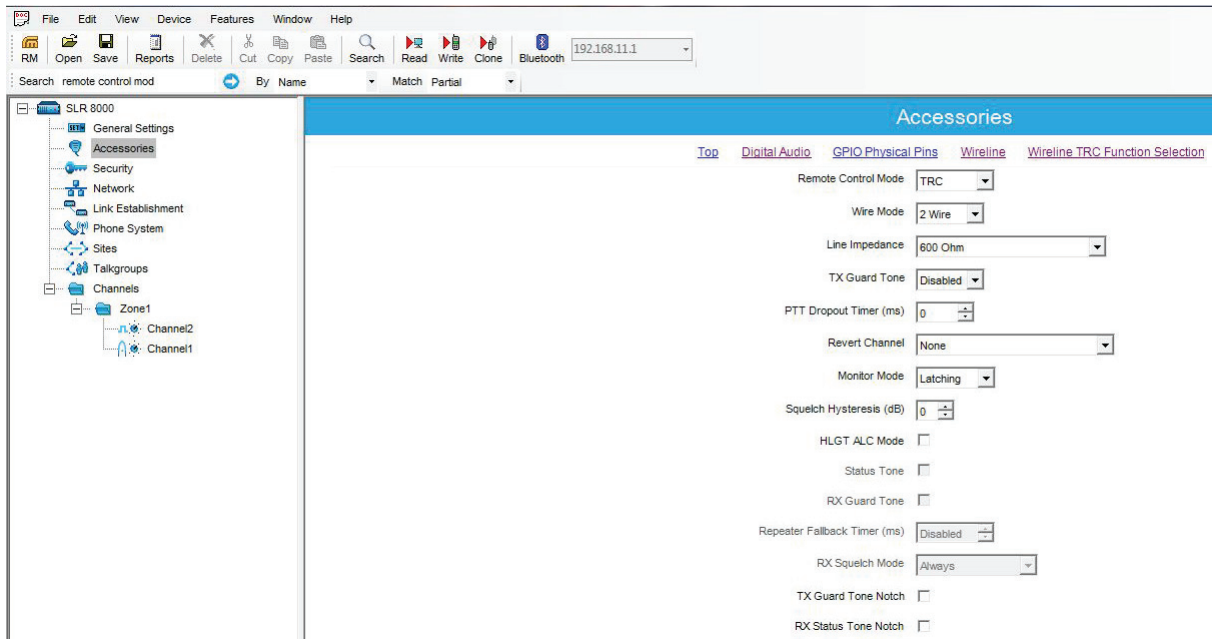 File Edit View Device Features Window Help
RM Open Save Reports Delete Cut Copy Paste Search Read Write Clone Bluetooth 192.168.11.1
Search remote control mod By Name Match Partial
SLR 8000
General Settings
Accessories
Security
Network
Link Establishment
Phone System
Sites
Talkgroups
Channels
Zone1
Channel2
Channel1
Accessories
Top Digital Audio GPIO Physical Pins Wireline Wireline TRC Function Selection
Remote Control Mode TRC
Wire Mode 2 Wire
Line Impedance 600 Ohm
TX Guard Tone Disabled
PTT Dropout Timer (ms) 0
Revert Channel None
Monitor Mode Latching
Squelch Hysteresis (dB) 0
HLGT ALC Mode
Status Tone
RX Guard Tone
Repeater Fallback Timer (ms) Disabled
RX Squelch Mode Always
TX Guard Tone Notch
RX Status Tone Notch